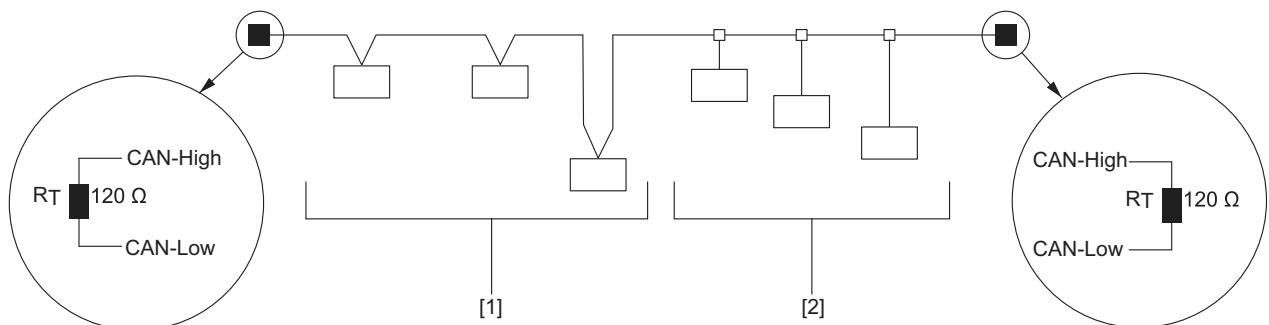 CAN-High
RT 120 Ω
CAN-Low
CAN-High
RT 120 Ω
CAN-Low
[1]
[2]